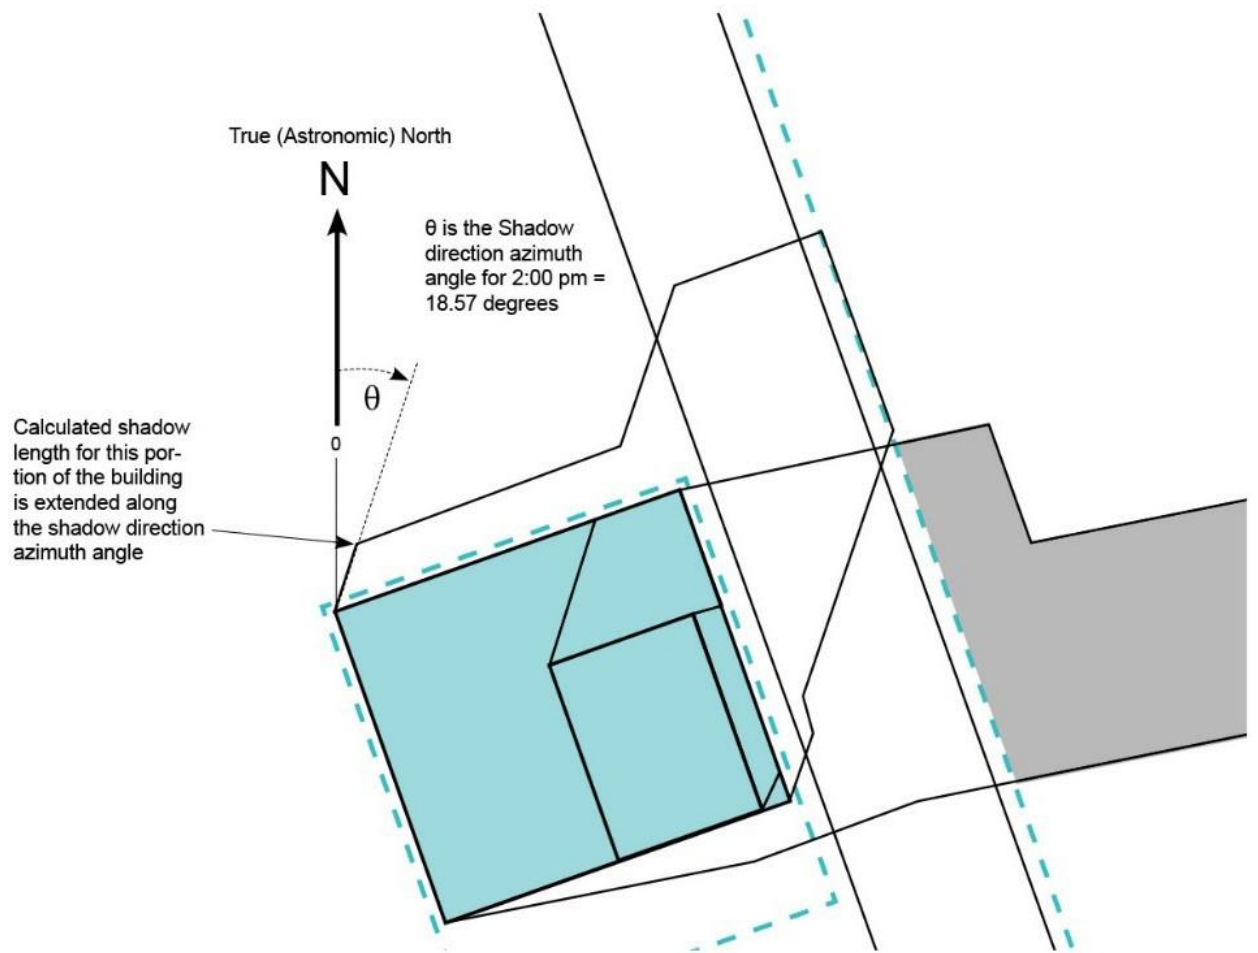 True (Astronomic) North
N
θ is the Shadow
direction azimuth
angle for 2:00 pm =
18.57 degrees
θ
Calculated shadow
length for this por-
tion of the building
is extended along
the shadow direction
azimuth angle
0